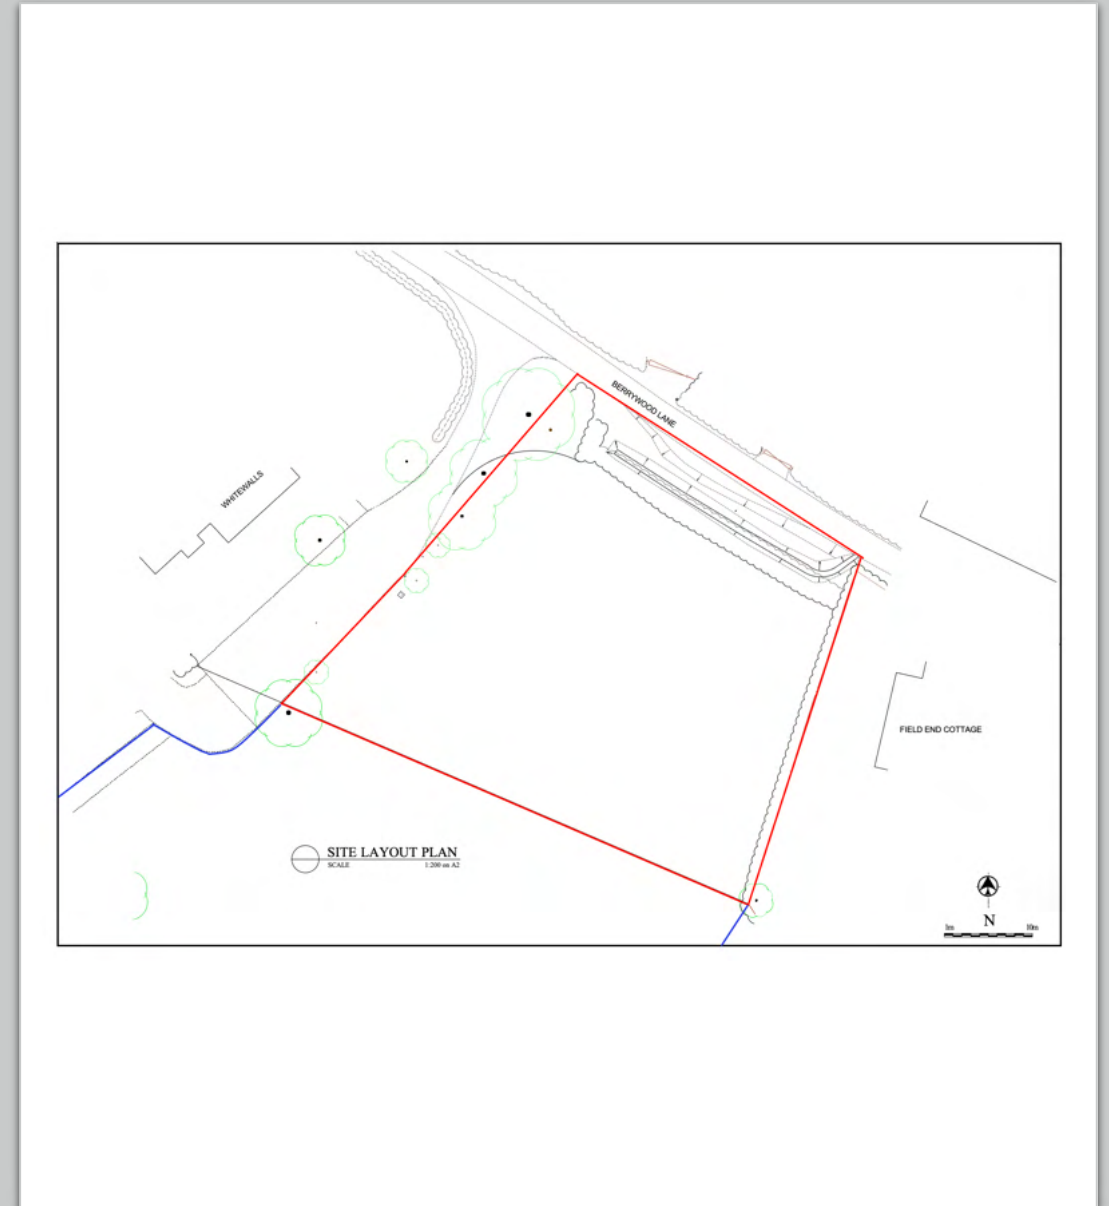 BERRYWOOD LANE
WHITEWALLS
FIELD END COTTAGE
SITE LAYOUT PLAN
SCALE 1:200 on A2
N
1m 10m